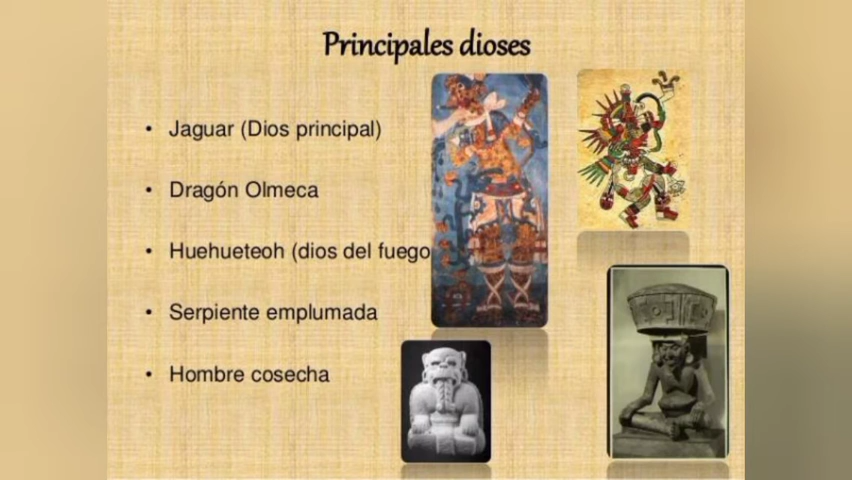 Principales dioses
• Jaguar (Dios principal)
• Dragón Olmeca
• Huehueteoh (dios del fuego
• Serpiente emplumada
• Hombre cosecha